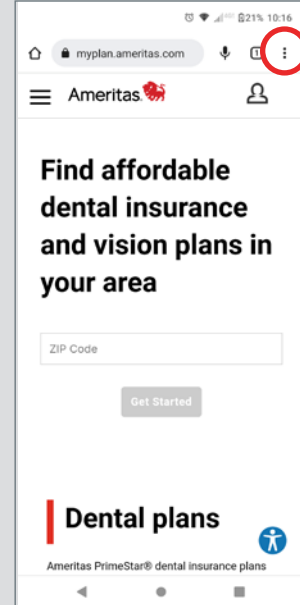 21% 10:16
myplan.ameritas.com
1
Ameritas
Find affordable
dental insurance
and vision plans in
your area
ZIP Code
Get Started
Dental plans
Ameritas PrimeStar® dental insurance plans